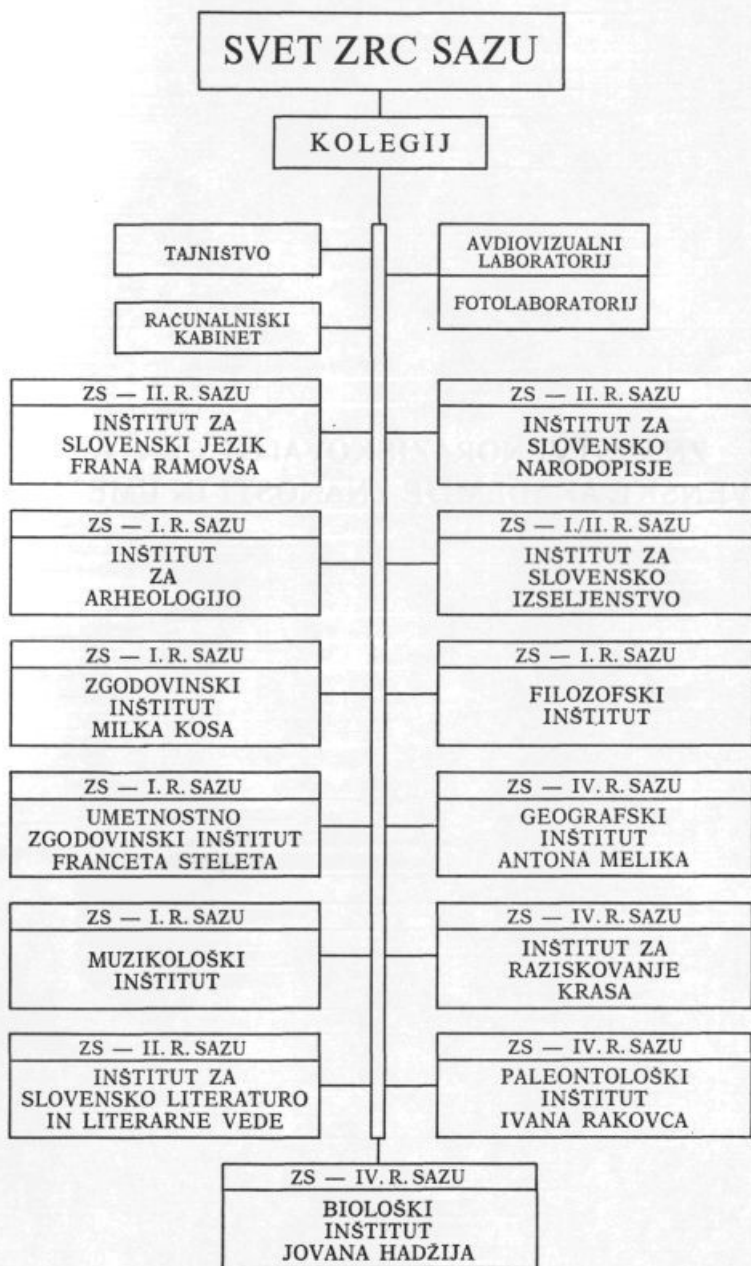 SVET ZRC SAZU
KOLEGIJ
TAJNIŠTVO
AVDIOVIZUALNI
LABORATORIJ
FOTOLABORATORIJ
RAČUNALNIŠKI
KABINET
ZS — II. R. SAZU
INŠTITUT ZA
SLOVENSKI JEZIK
FRANA RAMOVŠA
ZS — II. R. SAZU
INŠTITUT ZA
SLOVENSKO
NARODOPISJE
ZS — I. R. SAZU
INŠTITUT
ZA
ARHEOLOGIJO
ZS — I./II. R. SAZU
INŠTITUT ZA
SLOVENSKO
IZSELJENSTVO
ZS — I. R. SAZU
ZGODOVINSKI
INŠTITUT
MILKA KOSA
ZS — I. R. SAZU
FILOZOFSKI
INŠTITUT
ZS — I. R. SAZU
UMETNOSTNO
ZGODOVINSKI INŠTITUT
FRANCETA STELETA
ZS — IV. R. SAZU
GEOGRAFSKI
INŠTITUT
ANTONA MELIKA
ZS — I. R. SAZU
MUZIKOLOŠKI
INŠTITUT
ZS — IV. R. SAZU
INŠTITUT ZA
RAZISKOVANJE
KRASA
ZS — II. R. SAZU
INŠTITUT ZA
SLOVENSKO LITERATURO
IN LITERARNE VEDE
ZS — IV. R. SAZU
PALEONTOLOŠKI
INŠTITUT
IVANA RAKOVCA
ZS — IV. R. SAZU
BIOLOŠKI
INŠTITUT
JOVANA HADŽIJA